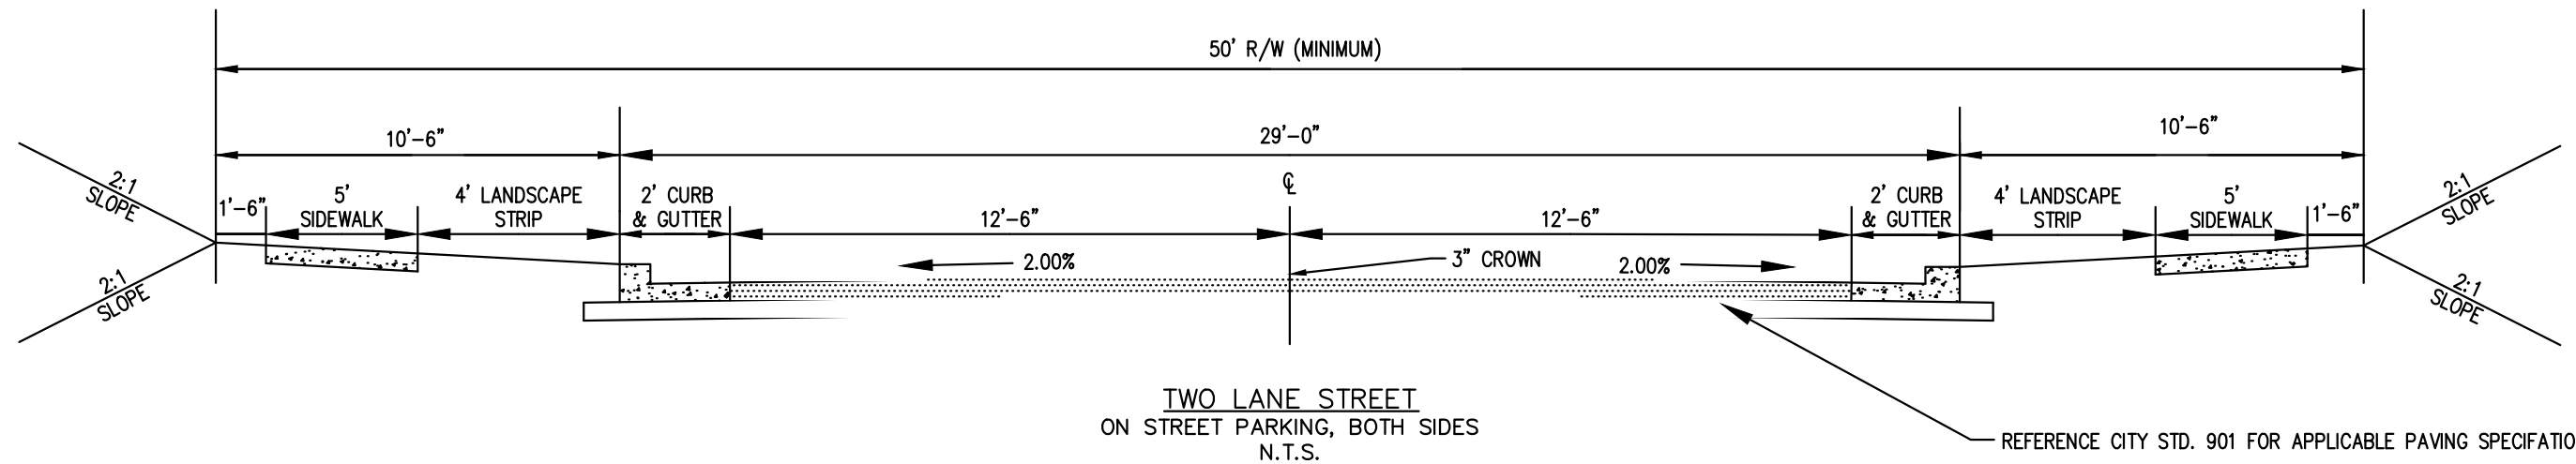 50' R/W (MINIMUM)
10'-6"
29'-0"
10'-6"
2:1
SLOPE
1'-6"
5'
SIDEWALK
4' LANDSCAPE
STRIP
2' CURB
& GUTTER
12'-6"
℄
12'-6"
2' CURB
& GUTTER
4' LANDSCAPE
STRIP
5'
SIDEWALK
1'-6"
2:1
SLOPE
2:1
SLOPE
2.00%
3" CROWN
2.00%
2:1
SLOPE
TWO LANE STREET
ON STREET PARKING, BOTH SIDES
N.T.S.
REFERENCE CITY STD. 901 FOR APPLICABLE PAVING SPECIFATIO